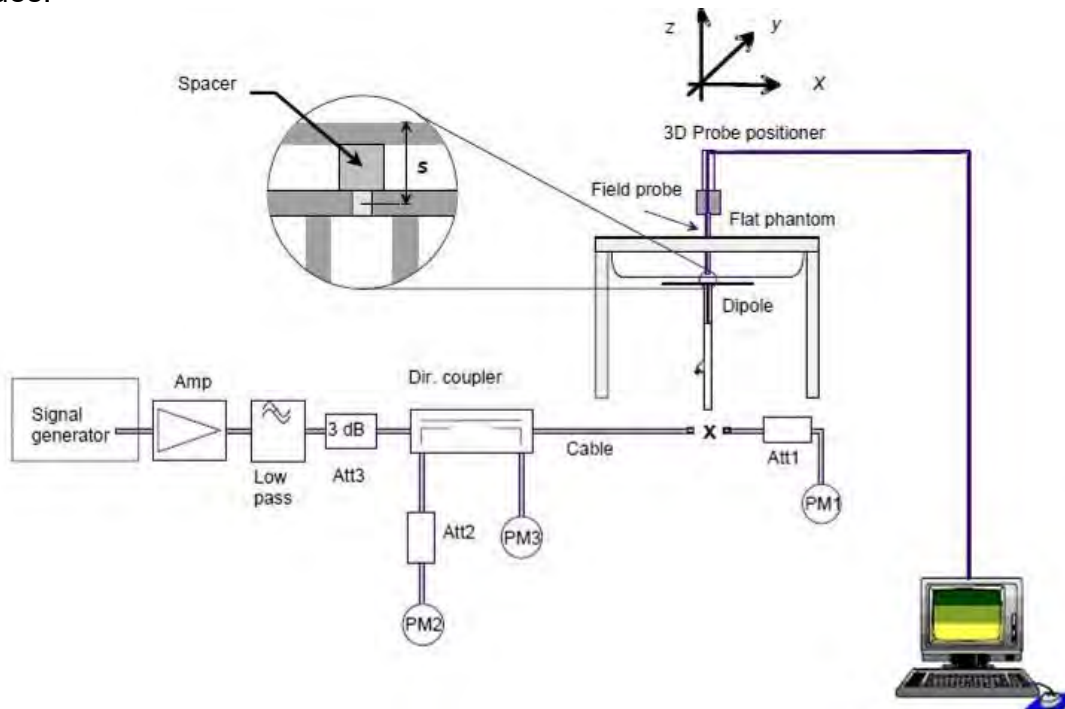 z
y
X
Spacer
s
3D Probe positioner
Field probe
Flat phantom
Dipole
Dir. coupler
Amp
Signal
generator
3 dB
Low
pass
Att3
Cable
x
Att1
PM1
Att2
PM3
PM2